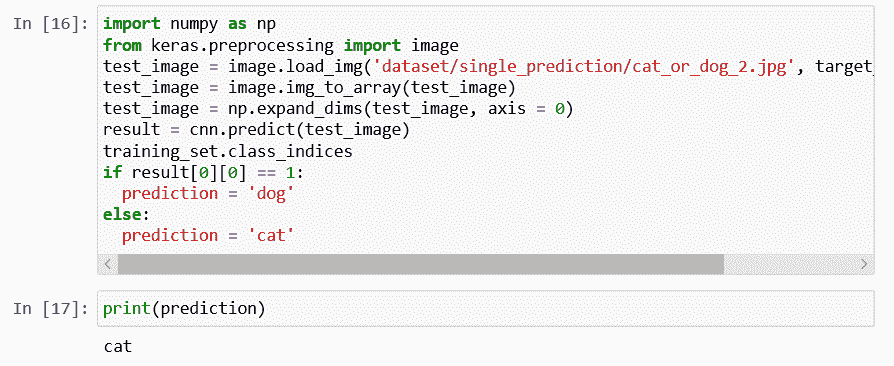 In [16]: import numpy as np
from keras.preprocessing import image
test_image = image.load_img('dataset/single_prediction/cat_or_dog_2.jpg', target_
test_image = image.img_to_array(test_image)
test_image = np.expand_dims(test_image, axis = 0)
result = cnn.predict(test_image)
training_set.class_indices
if result[0][0] == 1:
  prediction = 'dog'
else:
  prediction = 'cat'
In [17]: print(prediction)
cat